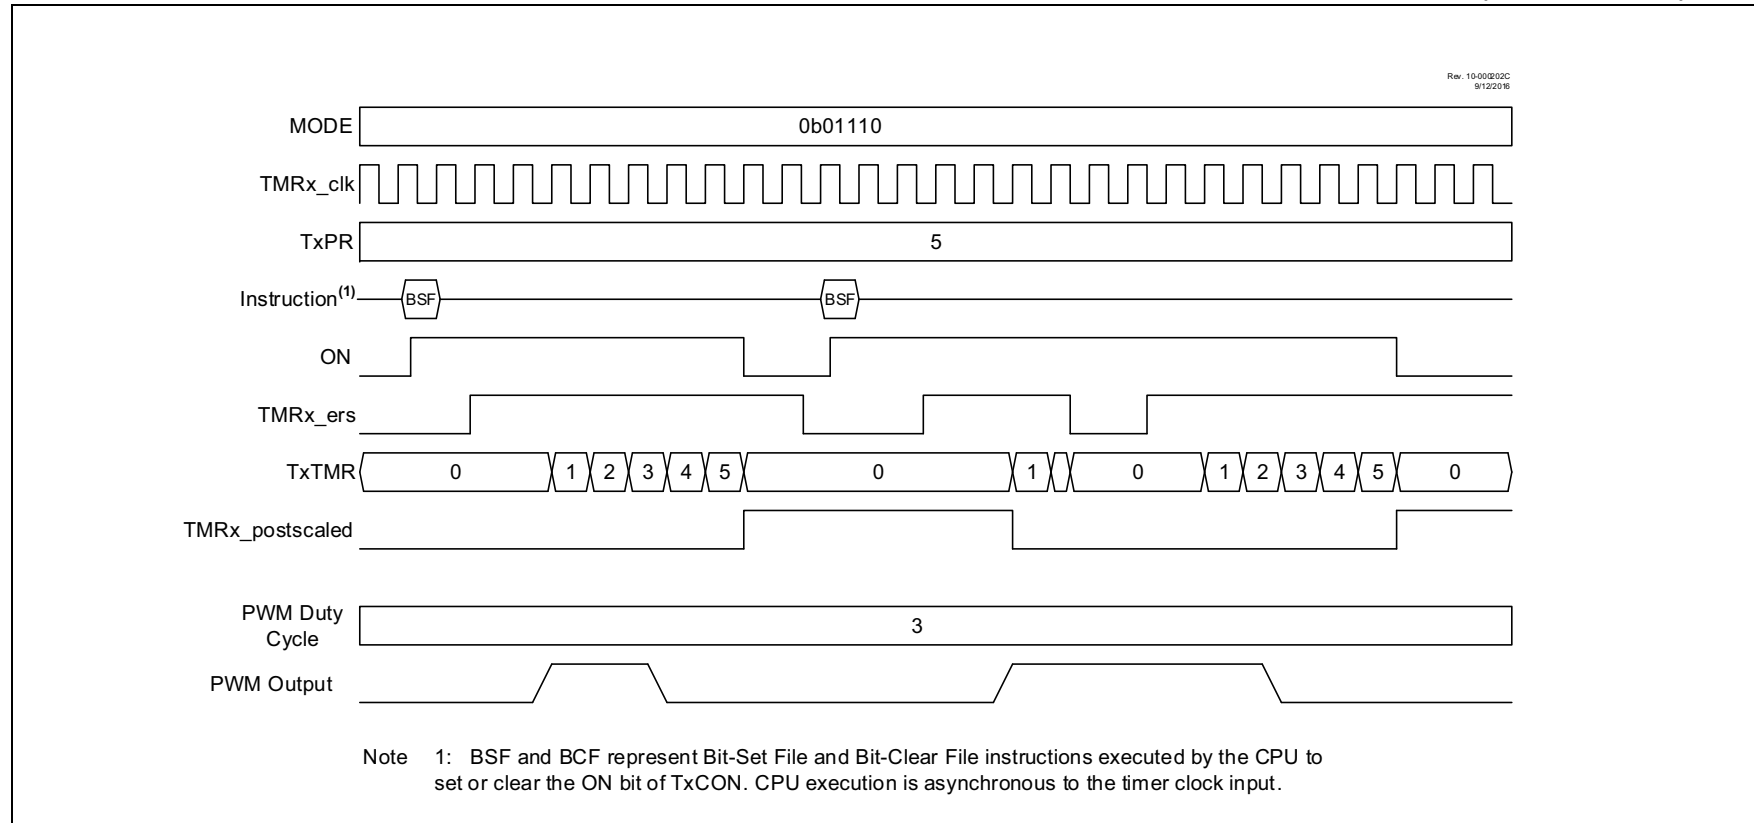 Rev. 10-000202C
9/12/2016
MODE 0b01110
TMRx_clk
TxPR 5
Instruction(1) BSF BSF
ON
TMRx_ers
TxTMR 0 1 2 3 4 5 0 1 0 1 2 3 4 5 0
TMRx_postscaled
PWM Duty
Cycle 3
PWM Output
Note 1: BSF and BCF represent Bit-Set File and Bit-Clear File instructions executed by the CPU to
set or clear the ON bit of TxCON. CPU execution is asynchronous to the timer clock input.